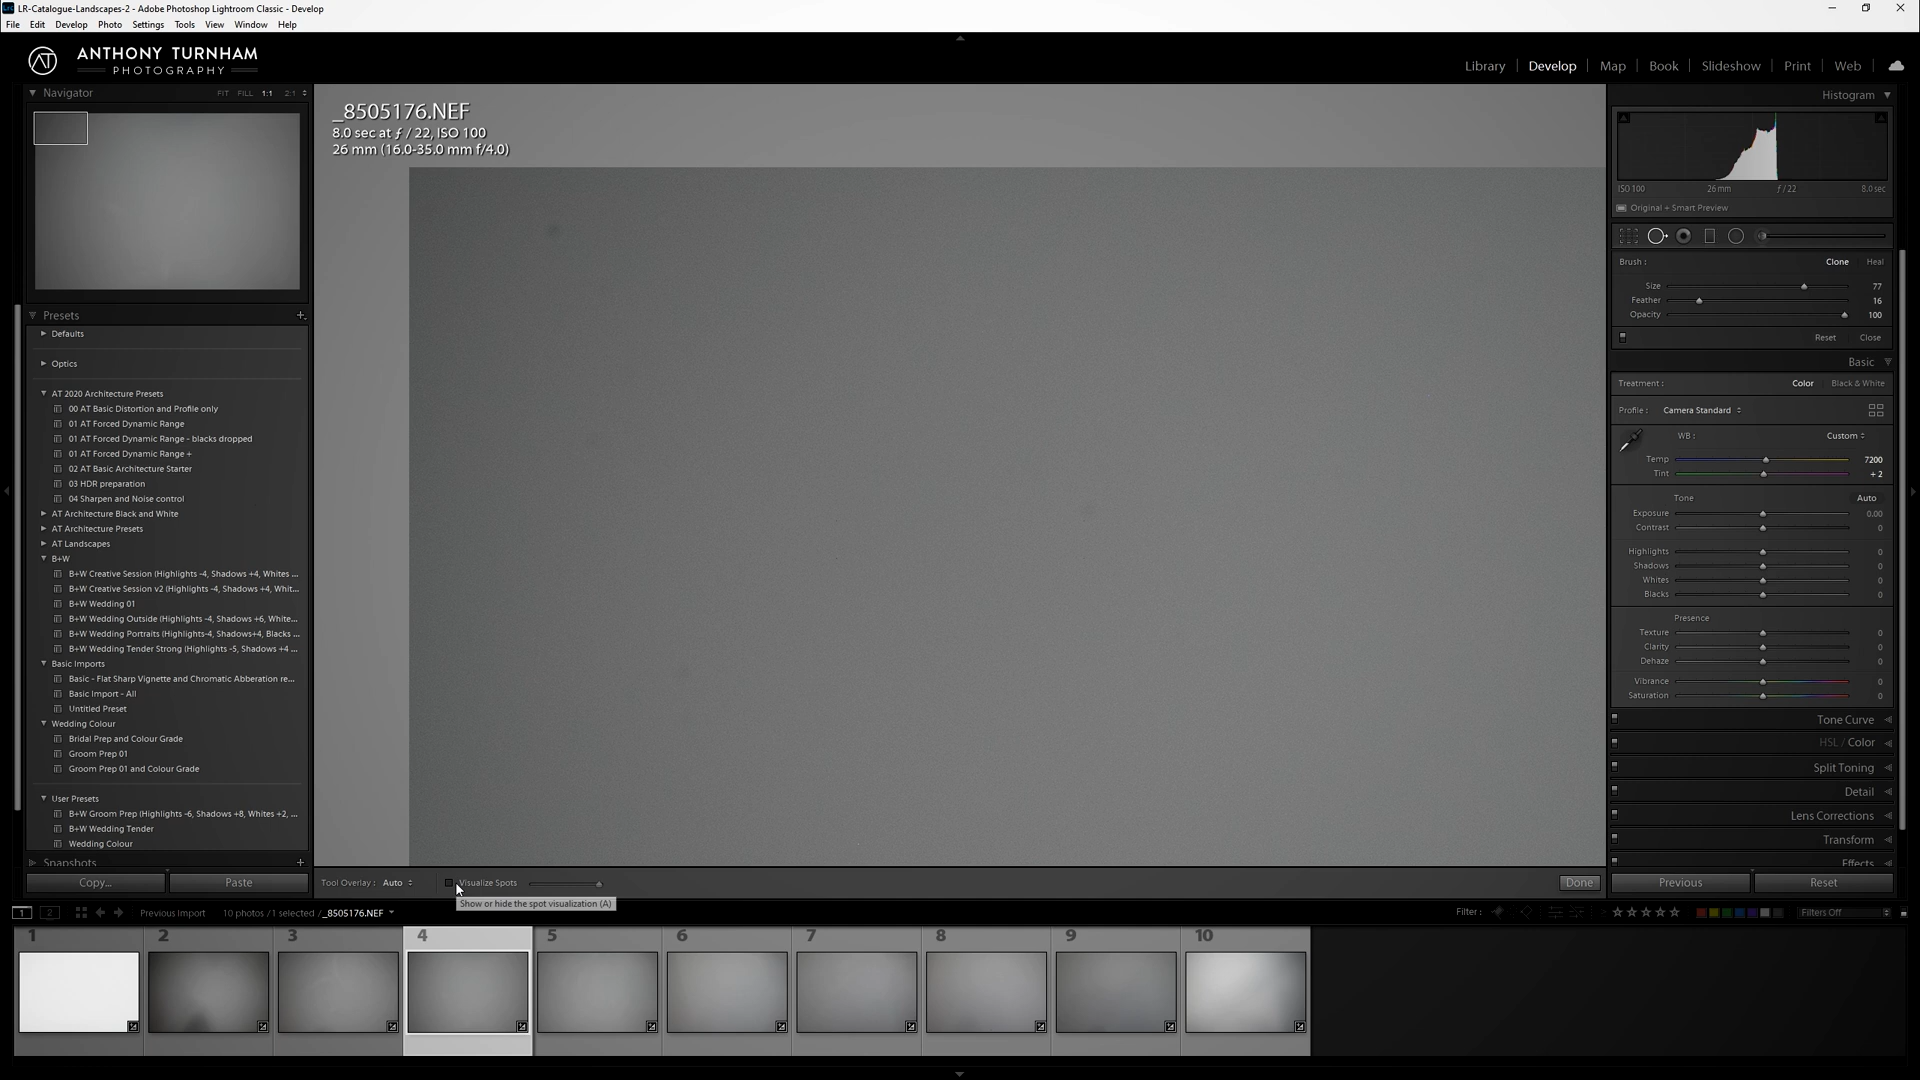 LR-Catalogue-Landscapes-2 - Adobe Photoshop Lightroom Classic - Develop
File Edit Develop Photo Settings Tools View Window Help
AT ANTHONY TURNHAM
PHOTOGRAPHY
Library Develop Map Book Slideshow Print Web
Navigator FIT FILL 1:1 2:1
Presets
Defaults
Optics
AT 2020 Architecture Presets
00 AT Basic Distortion and Profile only
01 AT Forced Dynamic Range
01 AT Forced Dynamic Range - blacks dropped
01 AT Forced Dynamic Range +
02 AT Basic Architecture Starter
03 HDR preparation
04 Sharpen and Noise control
AT Architecture Black and White
AT Architecture Presets
AT Landscapes
B+W
B+W Creative Session (Highlights -4, Shadows +4, Whites ...
B+W Creative Session v2 (Highlights -4, Shadows +4, Whit...
B+W Wedding 01
B+W Wedding Outside (Highlights -4, Shadows +6, White...
B+W Wedding Portraits (Highlights-4, Shadows+4, Blacks ...
B+W Wedding Tender Strong (Highlights -5, Shadows +4 ...
Basic Imports
Basic - Flat Sharp Vignette and Chromatic Abberation re...
Basic Import - All
Untitled Preset
Wedding Colour
Bridal Prep and Colour Grade
Groom Prep 01
Groom Prep 01 and Colour Grade
User Presets
B+W Groom Prep (Highlights -6, Shadows +8, Whites +2, ...
B+W Wedding Tender
Wedding Colour
Snapshots
Copy... Paste
_8505176.NEF
8.0 sec at ƒ / 22, ISO 100
26 mm (16.0-35.0 mm f/4.0)
Tool Overlay : Auto Visualize Spots Done
Show or hide the spot visualization (A)
Histogram
ISO 100 26 mm ƒ / 22 8.0 sec
Original + Smart Preview
Brush : Clone Heal
Size 77
Feather 16
Opacity 100
Reset Close
Basic
Treatment : Color Black & White
Profile : Camera Standard
WB : Custom
Temp 7200
Tint + 2
Tone Auto
Exposure 0.00
Contrast 0
Highlights 0
Shadows 0
Whites 0
Blacks 0
Presence
Texture 0
Clarity 0
Dehaze 0
Vibrance 0
Saturation 0
Tone Curve
HSL / Color
Split Toning
Detail
Lens Corrections
Transform
Effects
Previous Reset
1 2 Previous Import 10 photos / 1 selected / _8505176.NEF Filter : Filters Off
1 2 3 4 5 6 7 8 9 10